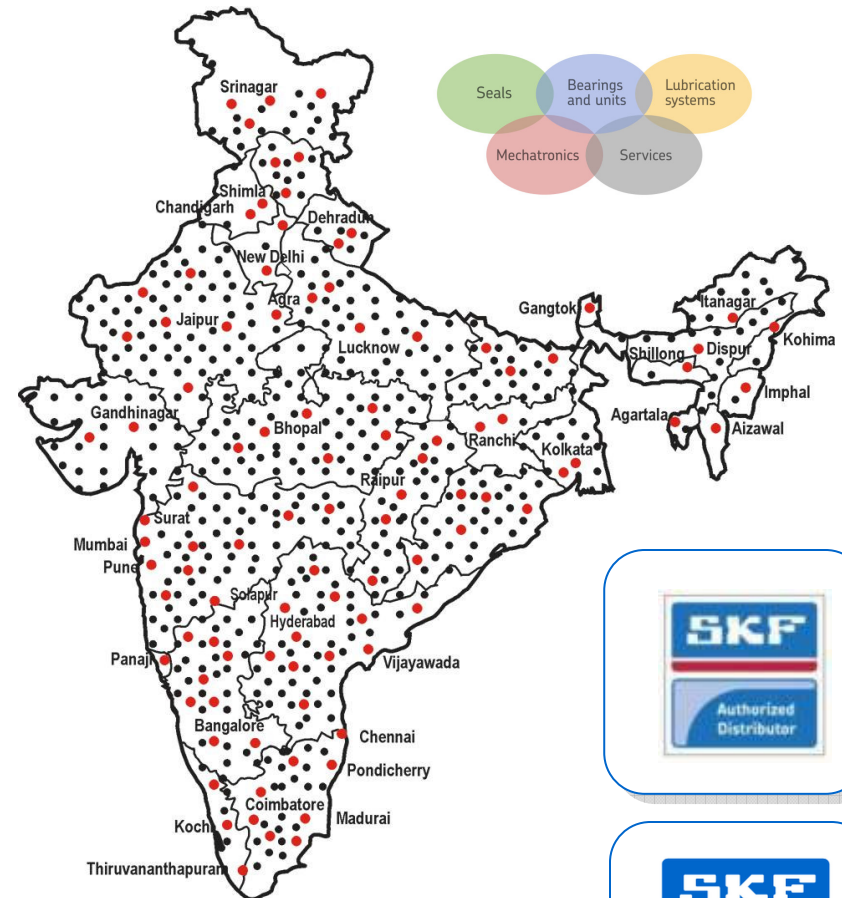 Srinagar
Seals
Bearings
and units
Lubrication
systems
Mechatronics
Services
Shimla
Chandigarh
Dehradun
New Delhi
Agra
Jaipur
Lucknow
Gangtok
Itanagar
Kohima
Dispur
Shillong
Imphal
Agartala
Aizawal
Gandhinagar
Bhopal
Ranchi
Kolkata
Raipur
Surat
Mumbai
Pune
Solapur
Hyderabad
Panaji
Vijayawada
Bangalore
Chennai
Pondicherry
Coimbatore
Madurai
Kochi
Thiruvananthapuram
SKF
Authorized
Distributor
SKF